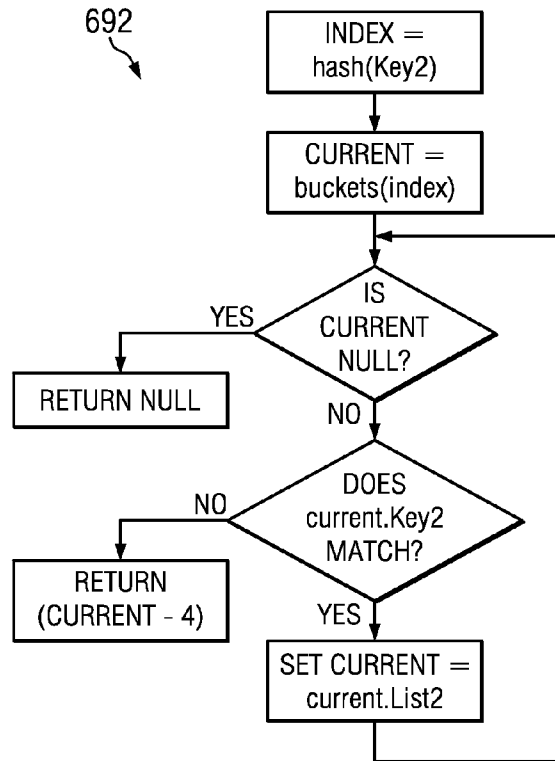 692
INDEX =
hash(Key2)
CURRENT =
buckets(index)
IS
CURRENT
NULL?
YES
RETURN NULL
NO
DOES
current.Key2
MATCH?
NO
RETURN
(CURRENT - 4)
YES
SET CURRENT =
current.List2